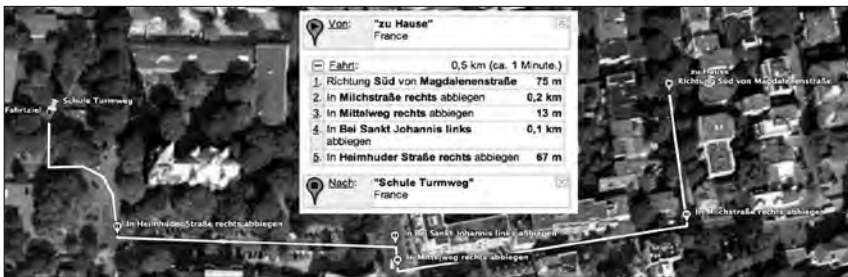 Von: "zu Hause"
France
Fahrt: 0,5 km (ca. 1 Minute.)
1. Richtung Süd von Magdalenenstraße 75 m
2. In Milchstraße rechts abbiegen 0,2 km
3. In Mittelweg rechts abbiegen 13 m
4. In Bei Sankt Johannis links 0,1 km
abbiegen
5. In Heimhuder Straße rechts abbiegen 67 m
Nach: "Schule Turmweg"
France
zu Hause
Richtung Süd von Magdalenenstraße
Schule Turmweg
Fahrtziel
In Milchstraße rechts abbiegen
In Heimhuder Straße rechts abbiegen
In Bei Sankt Johannis links abbiegen
In Mittelweg rechts abbiegen